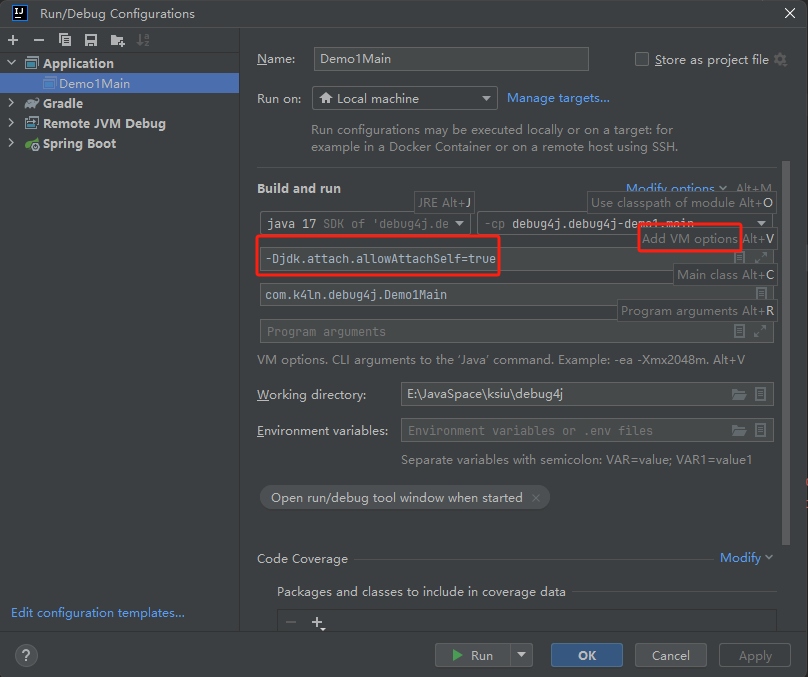 Run/Debug Configurations
Application
Demo1Main
Gradle
Remote JVM Debug
Spring Boot
Edit configuration templates...
Name: Demo1Main Store as project file
Run on: Local machine Manage targets...
Run configurations may be executed locally or on a target: for
example in a Docker Container or on a remote host using SSH.
Build and run Modify options Alt+M
JRE Alt+J Use classpath of module Alt+O
java 17 SDK of 'debug4j.de -cp debug4j.debug4j-demo1.main
Add VM options Alt+V
-Djdk.attach.allowAttachSelf=true
Main class Alt+C
com.k4ln.debug4j.Demo1Main
Program arguments Alt+R
Program arguments
VM options. CLI arguments to the 'Java' command. Example: -ea -Xmx2048m. Alt+V
Working directory: E:\JavaSpace\ksiu\debug4j
Environment variables: Environment variables or .env files
Separate variables with semicolon: VAR=value; VAR1=value1
Open run/debug tool window when started
Code Coverage Modify
Packages and classes to include in coverage data
? Run OK Cancel Apply